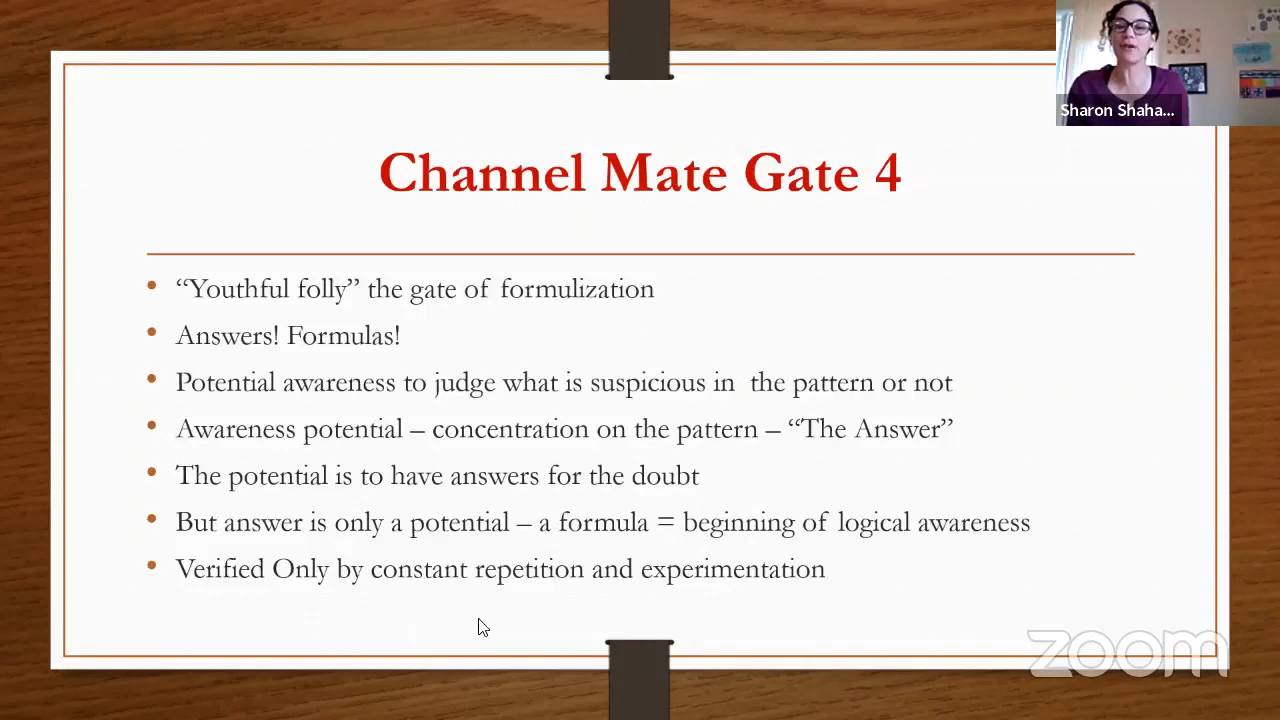 Sharon Shaha...
Channel Mate Gate 4
• “Youthful folly” the gate of formulization
• Answers! Formulas!
• Potential awareness to judge what is suspicious in the pattern or not
• Awareness potential – concentration on the pattern – “The Answer”
• The potential is to have answers for the doubt
• But answer is only a potential – a formula = beginning of logical awareness
• Verified Only by constant repetition and experimentation
zoom